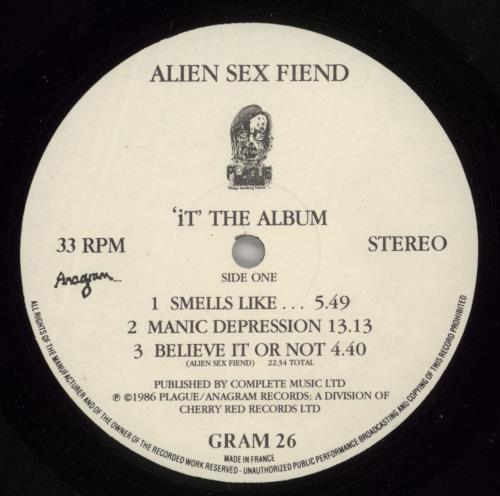 ALIEN SEX FIEND
PLAGUE
'iT' THE ALBUM
33 RPM
STEREO
Anagram
SIDE ONE
1 SMELLS LIKE . . . 5.49
2 MANIC DEPRESSION 13.13
3 BELIEVE IT OR NOT 4.40
(ALIEN SEX FIEND) 22.34 TOTAL
PUBLISHED BY COMPLETE MUSIC LTD
℗ ©1986 PLAGUE/ANAGRAM RECORDS: A DIVISION OF
CHERRY RED RECORDS LTD
GRAM 26
MADE IN FRANCE
ALL RIGHTS OF THE MANUFACTURER AND OF THE OWNER OF THE RECORDED WORK RESERVED - UNAUTHORIZED PUBLIC PERFORMANCE BROADCASTING AND COPYING OF THIS RECORD PROHIBITED